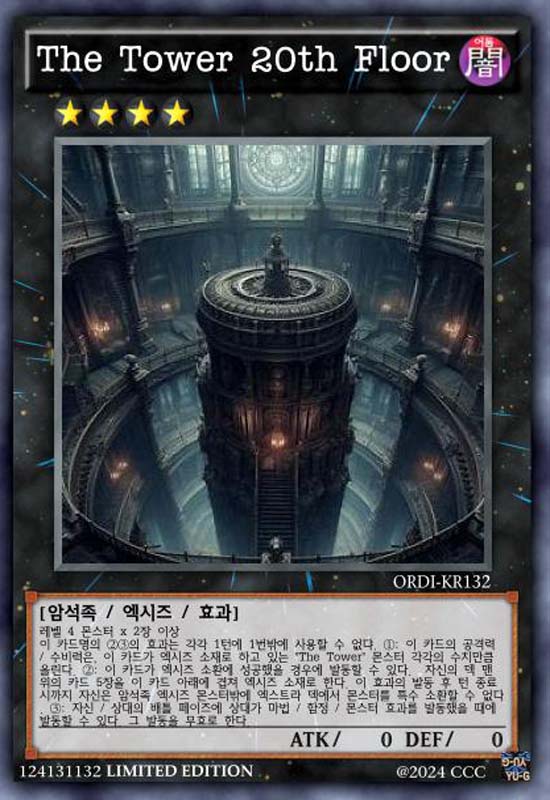 The Tower 20th Floor
어둠
闇
ORDI-KR132
[암석족 / 엑시즈 / 효과]
레벨 4 몬스터 x 2장 이상
이 카드명의 ②③의 효과는 각각 1턴에 1번밖에 사용할 수 없다. ①: 이 카드의 공격력
/ 수비력은, 이 카드가 엑시즈 소재로 하고 있는 "The Tower" 몬스터 각각의 수치만큼
올린다. ②: 이 카드가 엑시즈 소환에 성공했을 경우에 발동할 수 있다. 자신의 덱 맨
위의 카드 5장을 이 카드 아래에 겹쳐 엑시즈 소재로 한다. 이 효과의 발동 후 턴 종료
시까지 자신은 암석족 엑시즈 몬스터밖에 엑스트라 덱에서 몬스터를 특수 소환할 수 없다
. ③: 자신 / 상대의 배틀 페이즈에 상대가 마법 / 함정 / 몬스터 효과를 발동했을 때에
발동할 수 있다. 그 발동을 무효로 한다.
ATK/ 0 DEF/ 0
124131132 LIMITED EDITION
@2024 CCC
YU-G